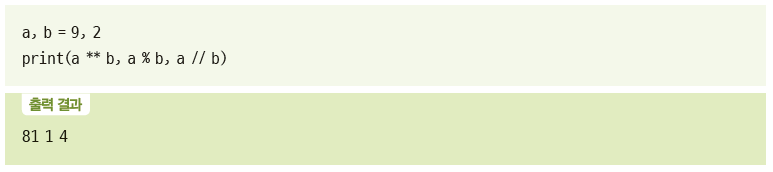 a, b = 9, 2
print(a ** b, a % b, a // b)
출력 결과
81 1 4